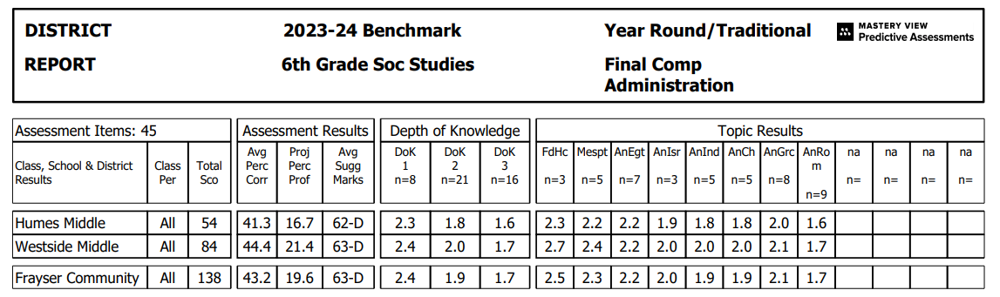 DISTRICT 2023-24 Benchmark Year Round/Traditional MASTERY VIEW
Predictive Assessments
REPORT 6th Grade Soc Studies Final Comp
Administration
Assessment Items: 45 Assessment Results Depth of Knowledge Topic Results
Class, School & District Results Class Per Total Sco Avg Perc Corr Proj Perc Prof Avg Sugg Marks DoK 1 n=8 DoK 2 n=21 DoK 3 n=16 FdHc n=3 Mespt n=5 AnEgt n=7 AnIsr n=3 AnInd n=5 AnCh n=5 AnGrc n=8 AnRo m n=9 na n= na n= na n= na n=
Humes Middle All 54 41.3 16.7 62-D 2.3 1.8 1.6 2.3 2.2 2.2 1.9 1.8 1.8 2.0 1.6
Westside Middle All 84 44.4 21.4 63-D 2.4 2.0 1.7 2.7 2.4 2.2 2.0 2.0 2.0 2.1 1.7
Frayser Community All 138 43.2 19.6 63-D 2.4 1.9 1.7 2.5 2.3 2.2 2.0 1.9 1.9 2.1 1.7